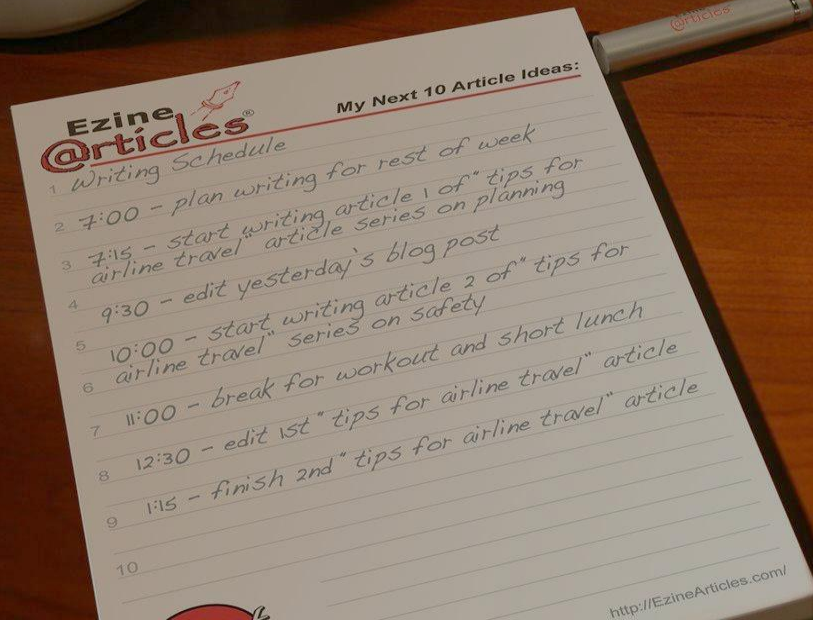 @rticles
Ezine
@rticles®
My Next 10 Article Ideas:
1 Writing Schedule
2 7:00 - plan writing for rest of week
3 7:15 - start writing article 1 of "tips for
airline travel" article series on planning
4 9:30 - edit yesterday's blog post
5 10:00 - start writing article 2 of "tips for
6 airline travel" series on safety
7 11:00 - break for workout and short lunch
8 12:30 - edit 1st "tips for airline travel" article
9 1:15 - finish 2nd "tips for airline travel" article
10
http://EzineArticles.com/